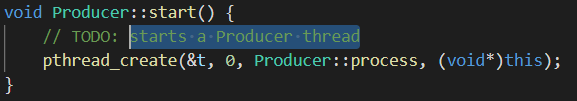 void Producer::start() {
// TODO: starts a Producer thread
pthread_create(&t, 0, Producer::process, (void*)this);
}